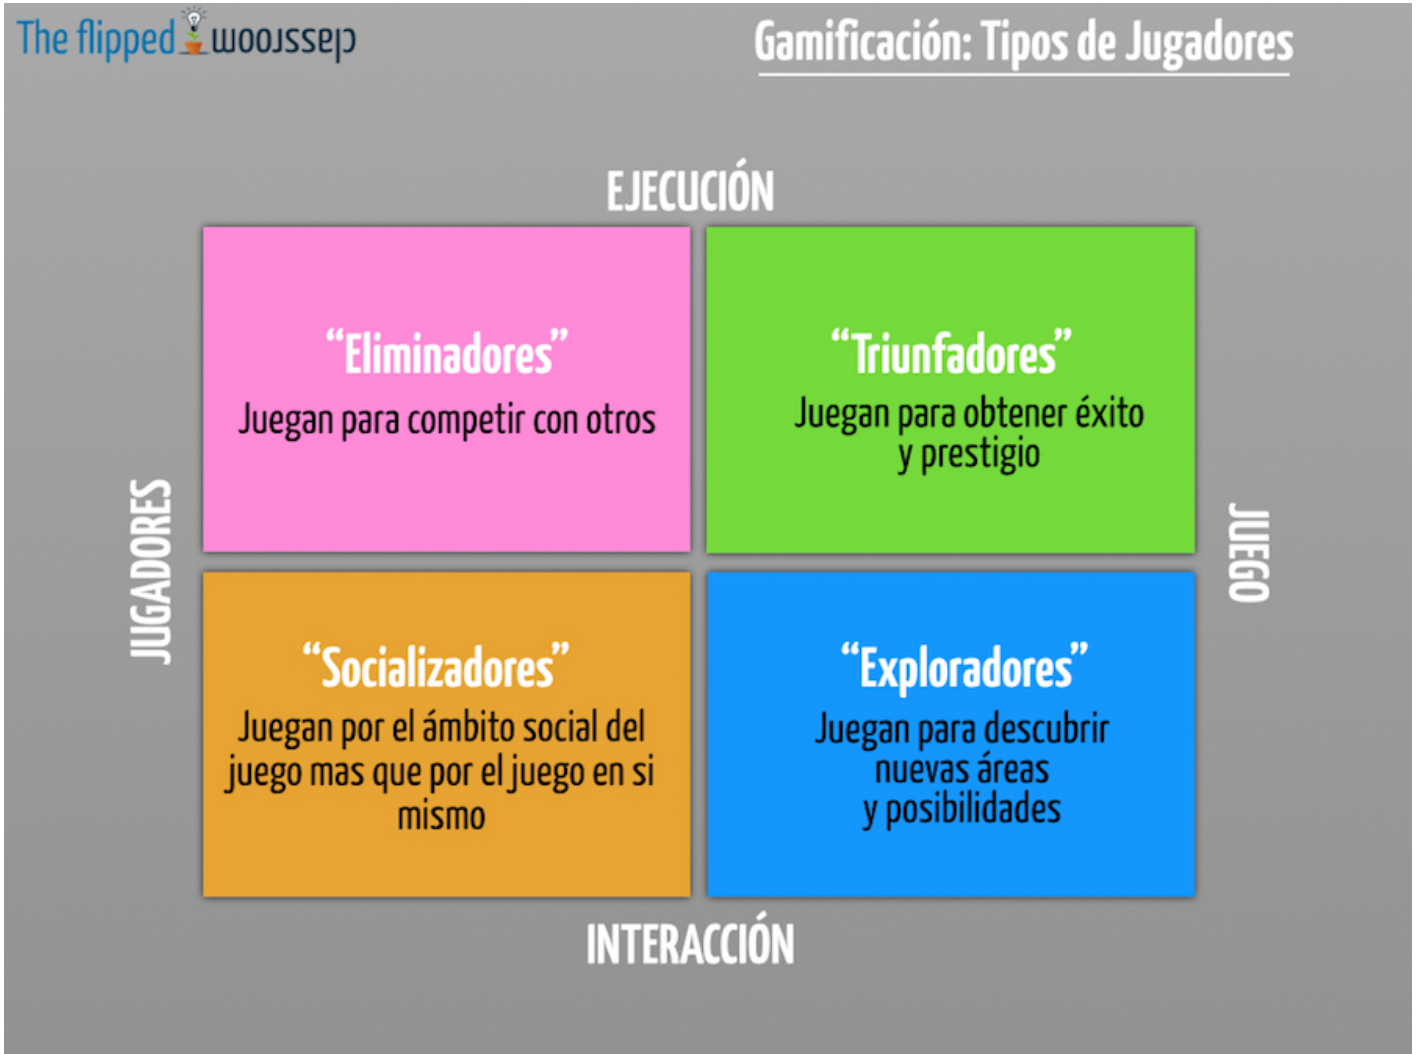 The flipped classroom
Gamificación: Tipos de Jugadores
EJECUCIÓN
“Eliminadores”
Juegan para competir con otros
“Triunfadores”
Juegan para obtener éxito
y prestigio
JUGADORES
JUEGO
“Socializadores”
Juegan por el ámbito social del
juego mas que por el juego en si
mismo
“Exploradores”
Juegan para descubrir
nuevas áreas
y posibilidades
INTERACCIÓN